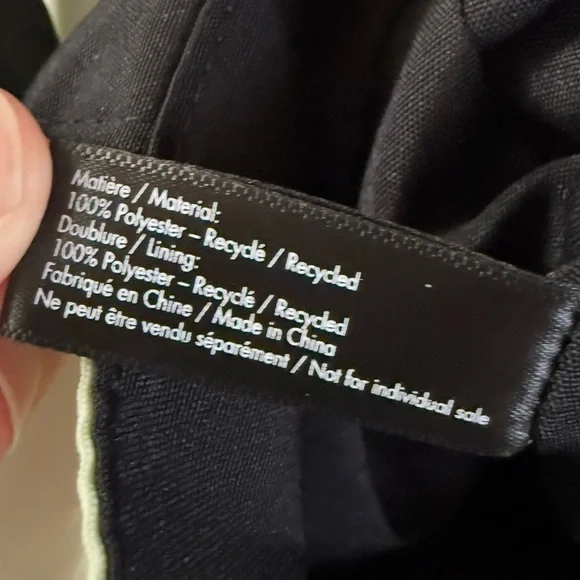 Matière / Material:
100% Polyester – Recyclé / Recycled
Doublure / Lining:
100% Polyester – Recyclé / Recycled
Fabriqué en Chine / Made in China
Ne peut être vendu séparément / Not for individual sale